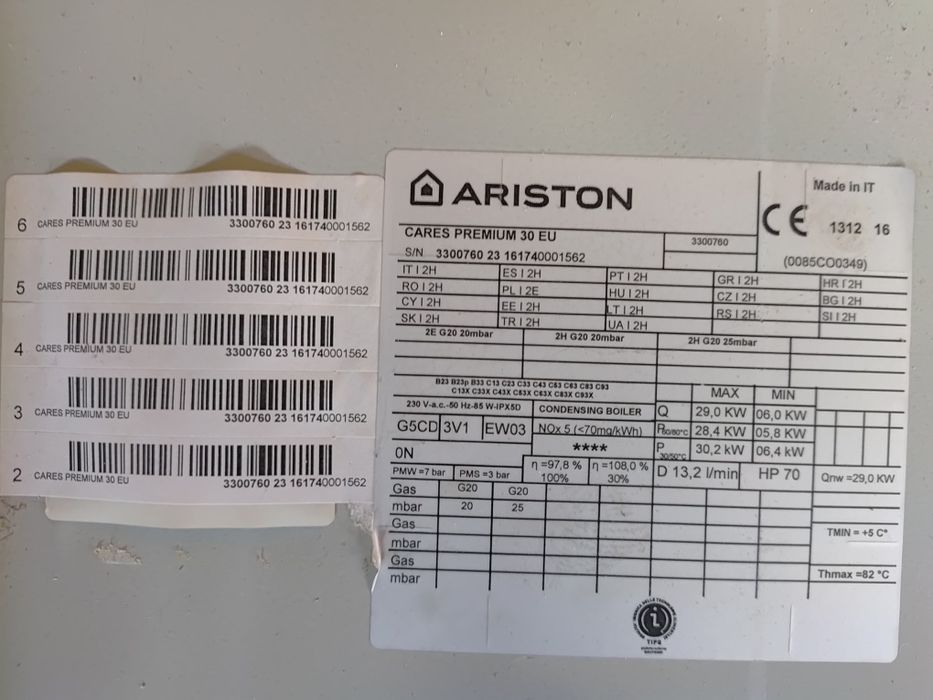 6 CARES PREMIUM 30 EU 3300760 23 161740001562
5 CARES PREMIUM 30 EU 3300760 23 161740001562
4 CARES PREMIUM 30 EU 3300760 23 161740001562
3 CARES PREMIUM 30 EU 3300760 23 161740001562
2 CARES PREMIUM 30 EU 3300760 23 161740001562
ARISTON
Made in IT
CE 1312 16
(0085CO0349)
CARES PREMIUM 30 EU
3300760
S/N 3300760 23 161740001562
IT I 2H ES I 2H PT I 2H GR I 2H HR I 2H
RO I 2H PL I 2E HU I 2H CZ I 2H BG I 2H
CY I 2H EE I 2H LT I 2H RS I 2H SI I 2H
SK I 2H TR I 2H UA I 2H
2E G20 20mbar 2H G20 20mbar 2H G20 25mbar
B23 B23p B33 C13 C23 C33 C43 C53 C63 C83 C93
C13X C33X C43X C53X C63X C83X C93X
230 V-a.c.-50 Hz-85 W-IPX5D CONDENSING BOILER
MAX MIN
Q 29,0 KW 06,0 KW
G5CD 3V1 EW03 NOx 5 (<70mg/kWh)
P60/80°C 28,4 KW 05,8 KW
0N ****
P 30/50°C 30,2 kW 06,4 kW
PMW =7 bar PMS =3 bar η =97,8 % 100% η =108,0 % 30%
D 13,2 l/min HP 70 Qnw =29,0 KW
Gas G20 G20
mbar 20 25
Gas
mbar
Gas
mbar
TMIN = +5 C°
Thmax =82 °C